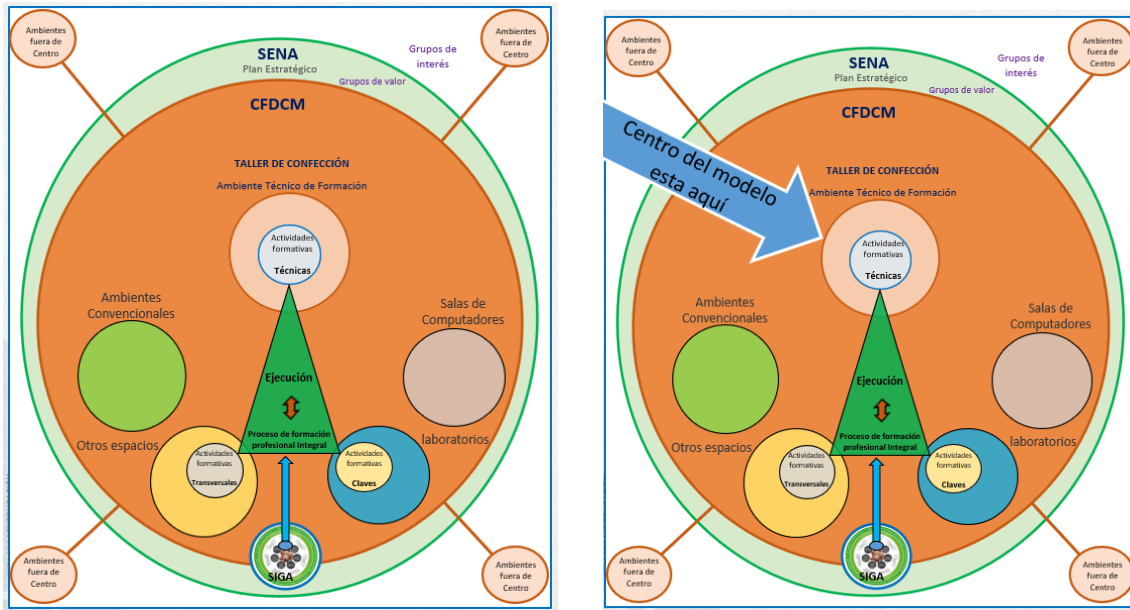 Ambientes
fuera de
Centro
SENA
Plan Estratégico
Grupos de
interés
Grupos de valor
Ambientes
fuera de
Centro
CFDCM
TALLER DE CONFECCIÓN
Ambiente Técnico de Formación
Actividades
formativas
Técnicas
Ambientes
Convencionales
Salas de
Computadores
Ejecución
Otros espacios
laboratorios
Proceso de formación
profesional Integral
Actividades
formativas
Transversales
Actividades
formativas
Claves
Ambientes
fuera de
Centro
SIGA
Ambientes
fuera de
Centro
Ambientes
fuera de
Centro
SENA
Plan Estratégico
Grupos de
interés
Grupos de valor
Ambientes
fuera de
Centro
CFDCM
Centro del modelo
esta aquí
TALLER DE CONFECCIÓN
Ambiente Técnico de Formación
Actividades
formativas
Técnicas
Ambientes
Convencionales
Salas de
Computadores
Ejecución
Otros espacios
laboratorios
Proceso de formación
profesional Integral
Actividades
formativas
Transversales
Actividades
formativas
Claves
Ambientes
fuera de
Centro
SIGA
Ambientes
fuera de
Centro